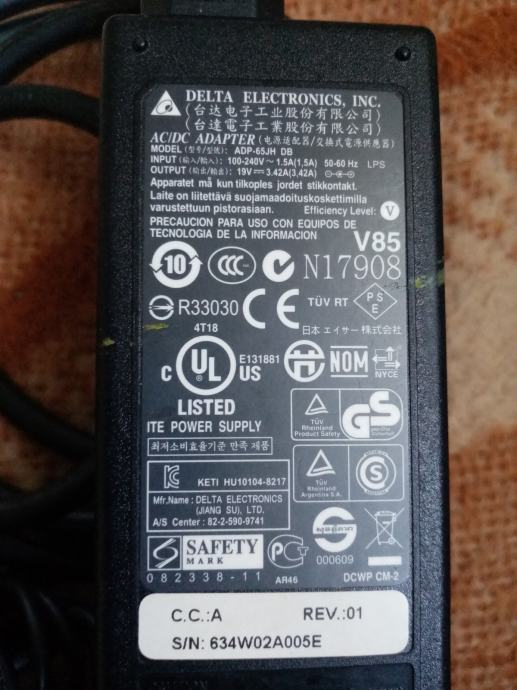 DELTA ELECTRONICS, INC.
(台达电子工业股份有限公司)
(台達電子工業股份有限公司)
AC/DC ADAPTER (电源适配器/交換式電源供應器)
MODEL (型号/型號): ADP-65JH DB
INPUT (输入/輸入): 100-240V~ 1.5A(1,5A) 50-60 Hz LPS
OUTPUT (输出/輸出): 19V⎓ 3.42A(3,42A)
Apparatet må kun tilkoples jordet stikkontakt.
Laite on liitettävä suojamaadoituskoskettimilla
varustettuun pistorasiaan. Efficiency Level: V
PRECAUCION PARA USO CON EQUIPOS DE
TECNOLOGIA DE LA INFORMACION
V85
10 CCC N17908
R33030 CE TÜV RT PSE
4T18
日本エイサー株式会社
C UL US E131881
LISTED
NOM NYCE
ITE POWER SUPPLY
TÜV
Rheinland
Product Safety
GS
최저소비효율기준 만족 제품
KETI HU10104-8217
TÜV
Rheinland
Argentina S.A.
S
Mfr.Name : DELTA ELECTRONICS
(JIANG SU), LTD.
A/S Center : 82-2-590-9741
SAFETY
MARK
000609
082338-11
AR46
DCWP CM-2
C.C.:A REV.:01
S/N: 634W02A005E